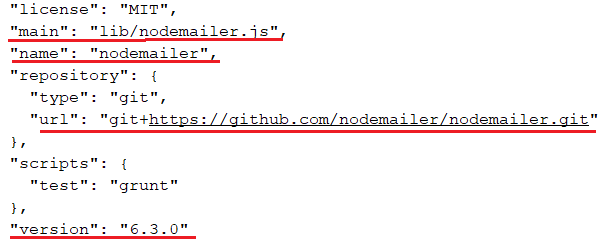 "license": "MIT",
"main": "lib/nodemailer.js",
"name": "nodemailer",
"repository": {
"type": "git",
"url": "git+https://github.com/nodemailer/nodemailer.git"
},
"scripts": {
"test": "grunt"
},
"version": "6.3.0"